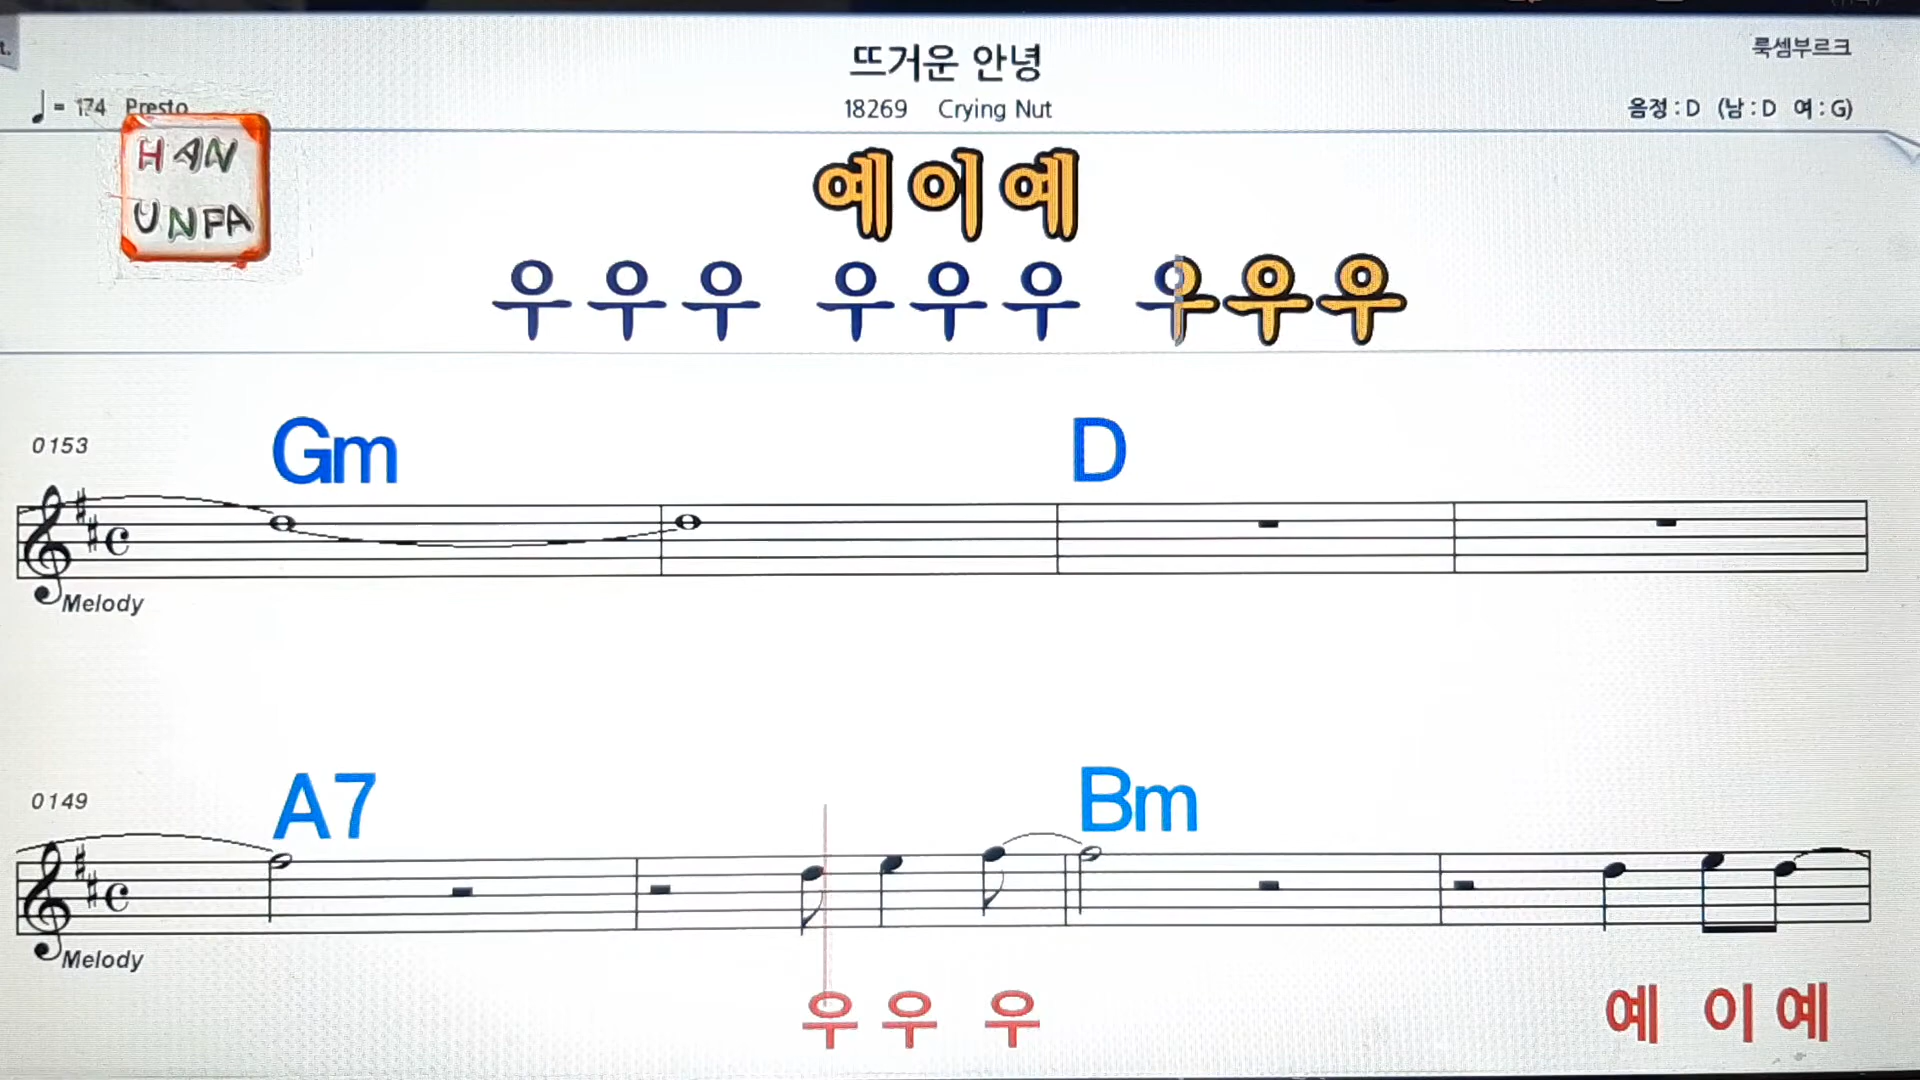 t.
뜨거운 안녕
룩셈부르크
♩= 174 Presto
18269 Crying Nut
음정 : D (남 : D 여 : G)
HAN
UNFA
예이예
우우우 우우우 우우우
0153
Gm D
Melody
0149
A7 Bm
Melody
우 우 우 예 이 예